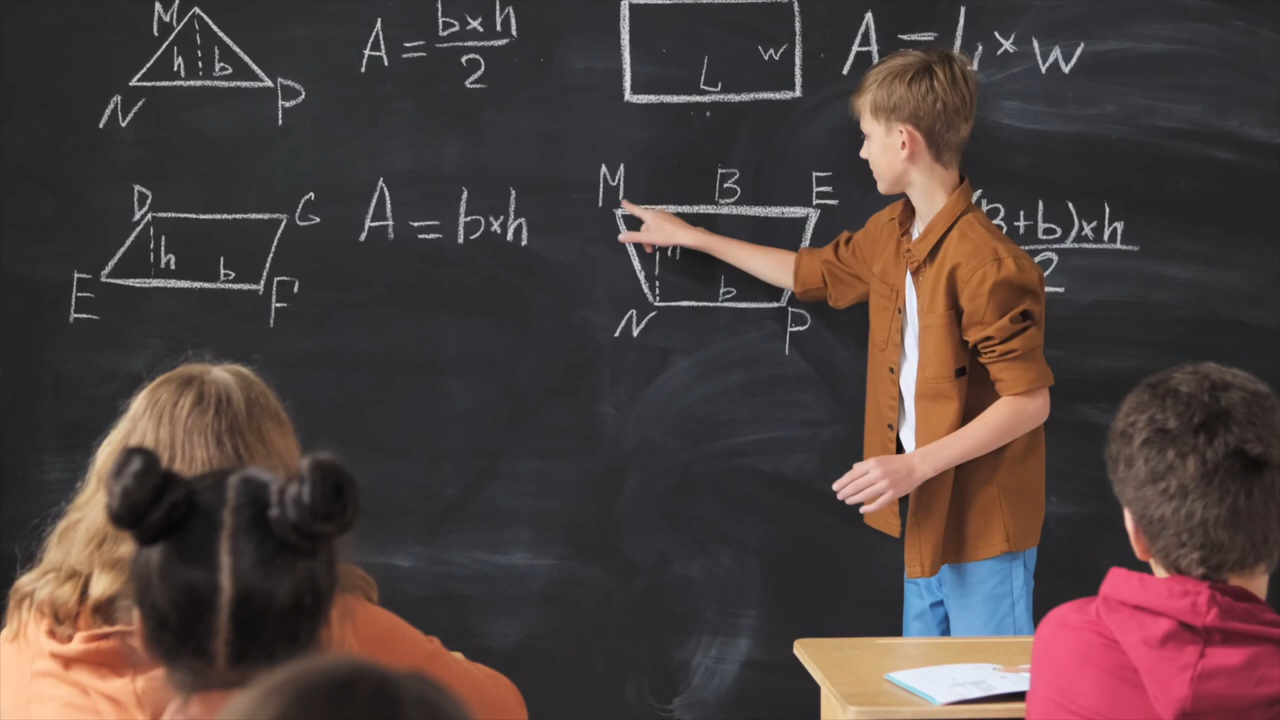 M
h b
N P
A = b×h
2
L w
A = L×w
D G
h b
E F
A = b×h
M B E
h b
N P
B+b)×h
2